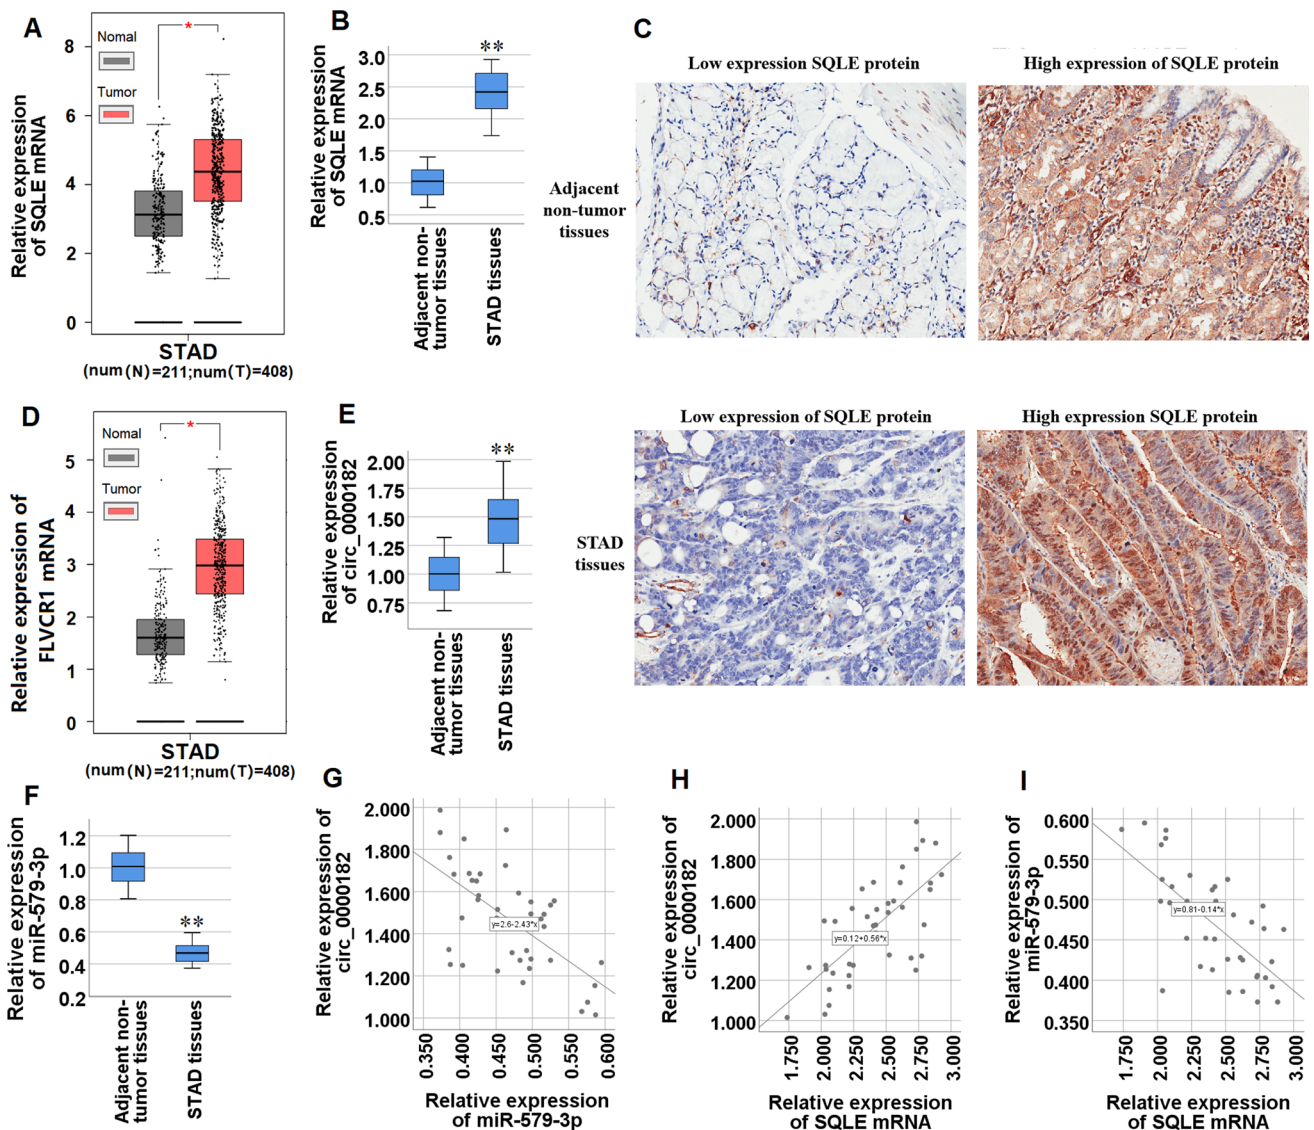 A
Relative expression
of SQLE mRNA
8
6
4
2
0
Nomal
Tumor
*
STAD
(num(N)=211;num(T)=408)
B
Relative expression
of SQLE mRNA
3.0
2.5
2.0
1.5
1.0
0.5
**
Adjacent non-
tumor tissues
STAD tissues
C
Low expression SQLE protein
High expression of SQLE protein
Adjacent
non-tumor
tissues
Low expression of SQLE protein
High expression SQLE protein
STAD
tissues
D
Relative expression of
FLVCR1 mRNA
5
4
3
2
1
0
Nomal
Tumor
*
STAD
(num(N)=211;num(T)=408)
E
Relative expression
of circ_0000182
2.00
1.75
1.50
1.25
1.00
0.75
**
Adjacent non-
tumor tissues
STAD tissues
F
Relative expression
of miR-579-3p
1.2
1.0
0.8
0.6
0.4
0.2
**
Adjacent non-
tumor tissues
STAD tissues
G
Relative expression of
circ_0000182
2.000
1.800
1.600
1.400
1.200
1.000
y=2.6-2.43*x
0.350
0.400
0.450
0.500
0.550
0.600
Relative expression
of miR-579-3p
H
Relative expression of
circ_0000182
2.000
1.800
1.600
1.400
1.200
1.000
y=0.12+0.56*x
1.750
2.000
2.250
2.500
2.750
3.000
Relative expression
of SQLE mRNA
I
Relative expression of
miR-579-3p
0.600
0.550
0.500
0.450
0.400
0.350
y=0.81-0.14*x
1.750
2.000
2.250
2.500
2.750
3.000
Relative expression
of SQLE mRNA